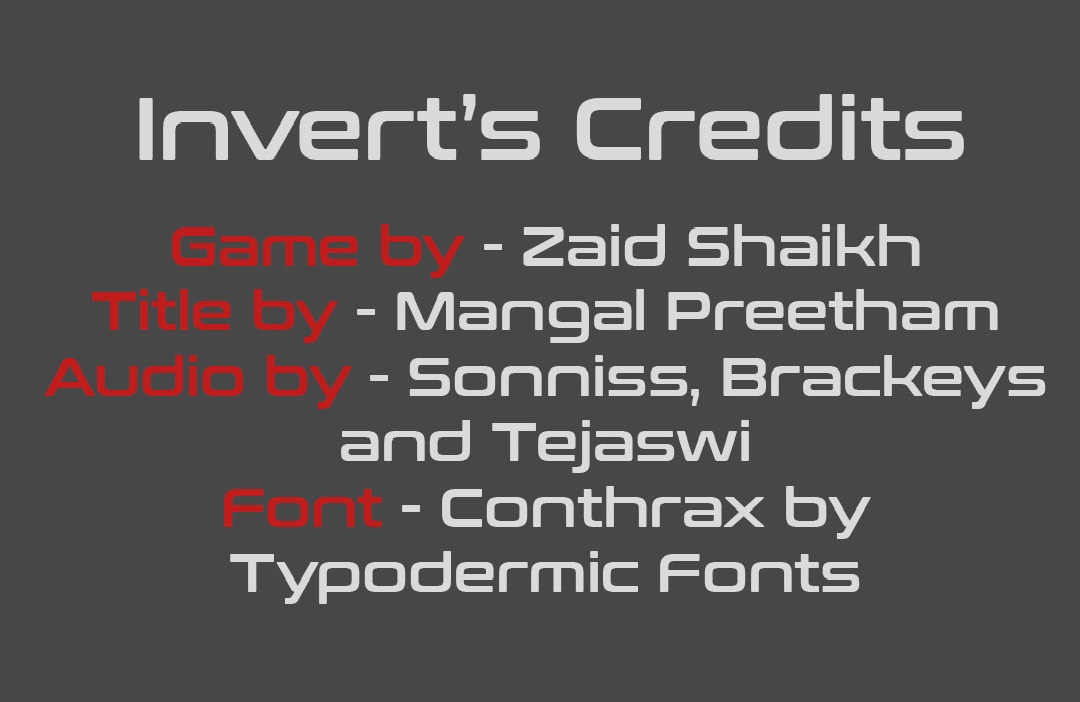 Invert's Credits
Game by - Zaid Shaikh
Title by - Mangal Preetham
Audio by - Sonniss, Brackeys
and Tejaswi
Font - Conthrax by
Typodermic Fonts